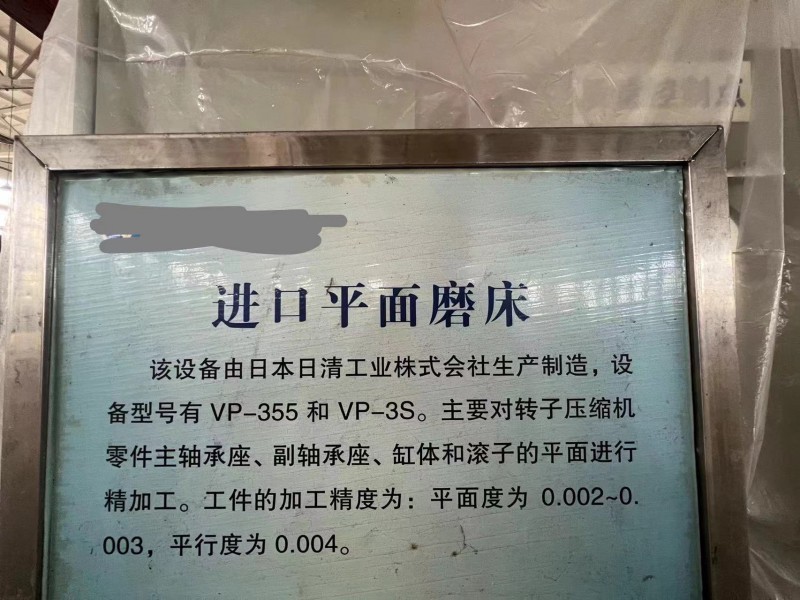 进口平面磨床
该设备由日本日清工业株式会社生产制造，设
备型号有 VP-355 和 VP-3S。主要对转子压缩机
零件主轴承座、副轴承座、缸体和滚子的平面进行
精加工。工件的加工精度为：平面度为 0.002~0.
003，平行度为 0.004。